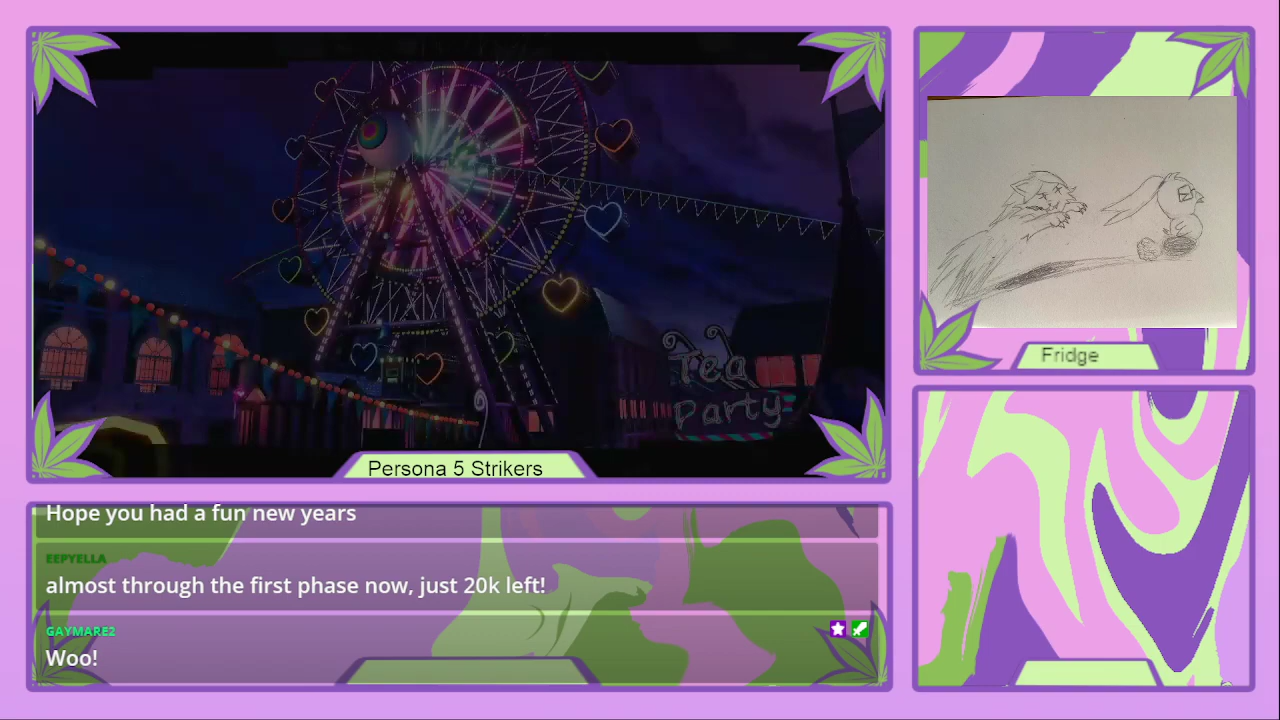 Tea
Party
Persona 5 Strikers
Fridge
Hope you had a fun new years
EEPYELLA
almost through the first phase now, just 20k left!
GAYMARE2
Woo!